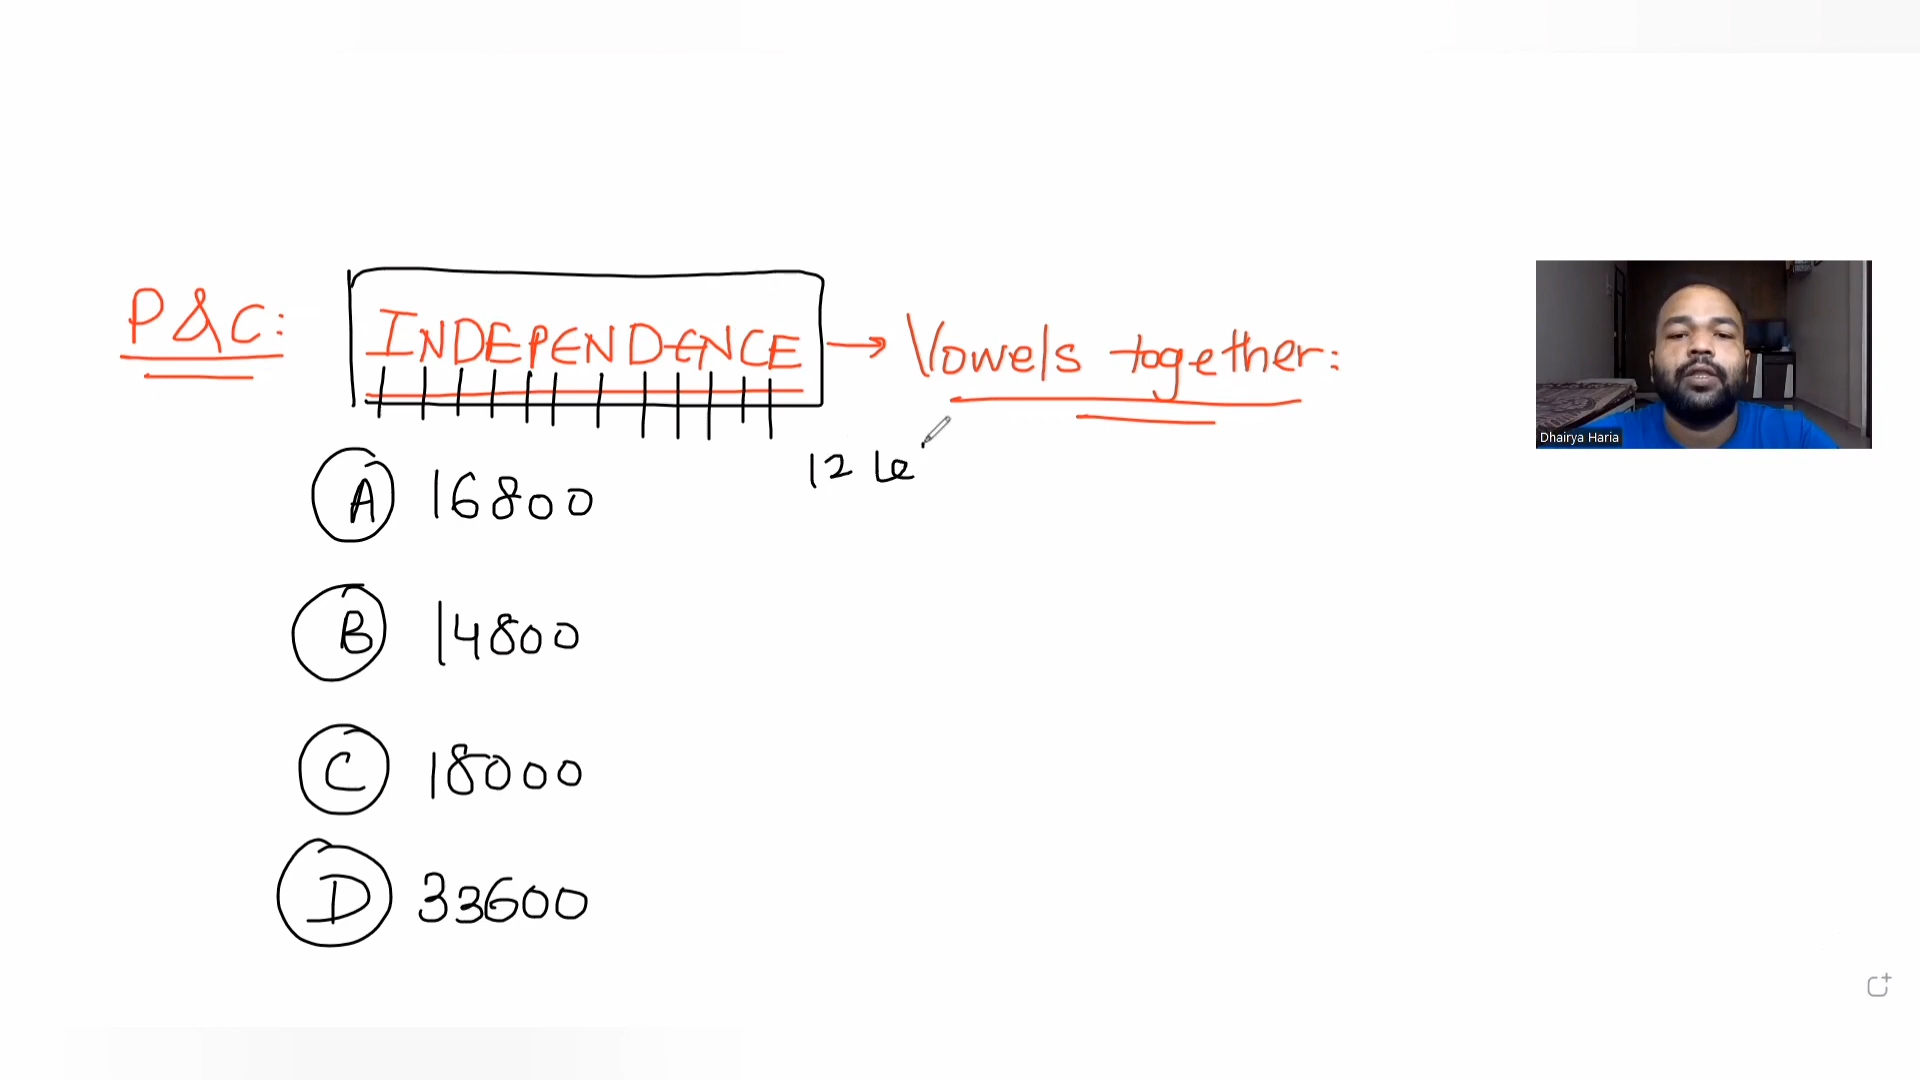 P & C: INDEPENDENCE → Vowels together:
12 le
A 16800
B 14800
C 18000
D 33600
Dhairya Haria